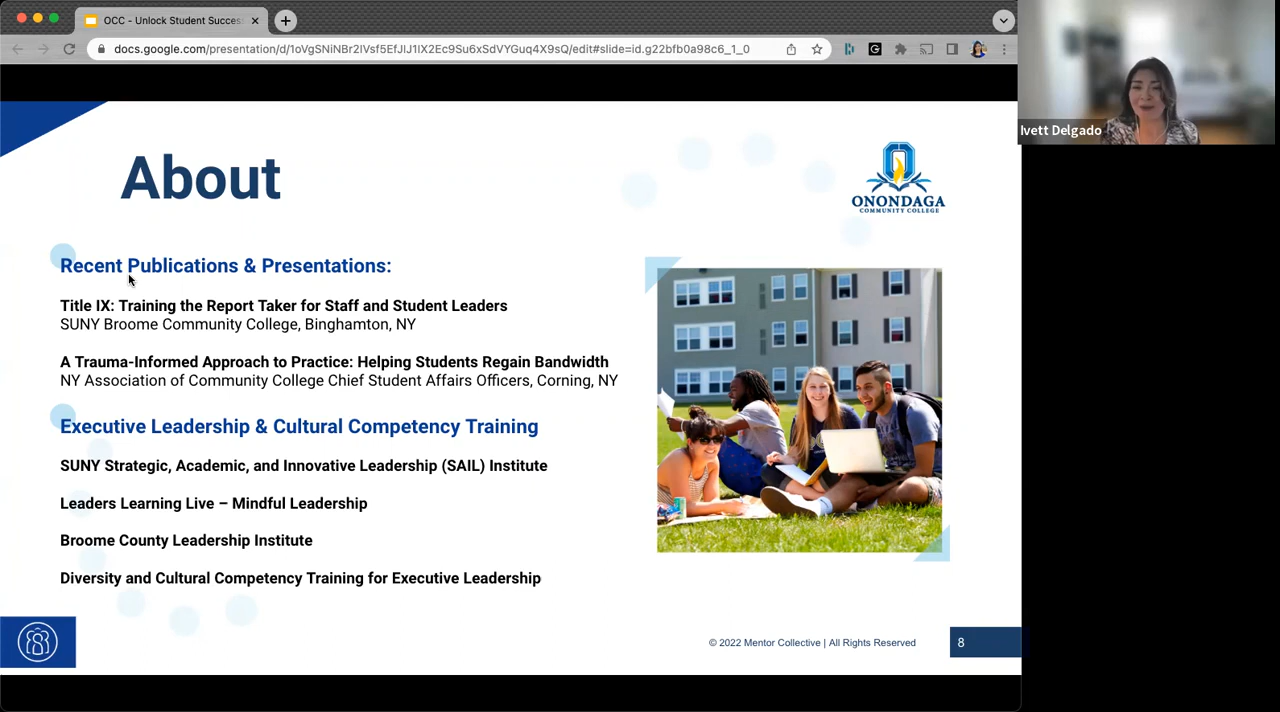 OCC - Unlock Student Succes
docs.google.com/presentation/d/1oVgSNiNBr2lVsf5EfJIJ1lX2Ec9Su6xSdVYGuq4X9sQ/edit#slide=id.g22bfb0a98c6_1_0
Ivett Delgado
About
ONONDAGA
COMMUNITY COLLEGE
Recent Publications & Presentations:
Title IX: Training the Report Taker for Staff and Student Leaders
SUNY Broome Community College, Binghamton, NY
A Trauma-Informed Approach to Practice: Helping Students Regain Bandwidth
NY Association of Community College Chief Student Affairs Officers, Corning, NY
Executive Leadership & Cultural Competency Training
SUNY Strategic, Academic, and Innovative Leadership (SAIL) Institute
Leaders Learning Live – Mindful Leadership
Broome County Leadership Institute
Diversity and Cultural Competency Training for Executive Leadership
© 2022 Mentor Collective | All Rights Reserved
8